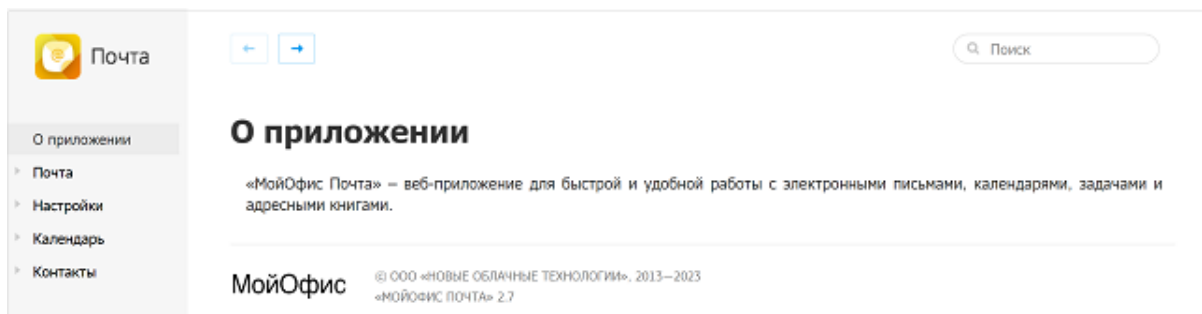 Почта
← →
Поиск
О приложении
Почта
Настройки
Календарь
Контакты
О приложении
«МойОфис Почта» – веб-приложение для быстрой и удобной работы с электронными письмами, календарями, задачами и
адресными книгами.
МойОфис
© ООО «НОВЫЕ ОБЛАЧНЫЕ ТЕХНОЛОГИИ», 2013—2023
«МОЙОФИС ПОЧТА» 2.7